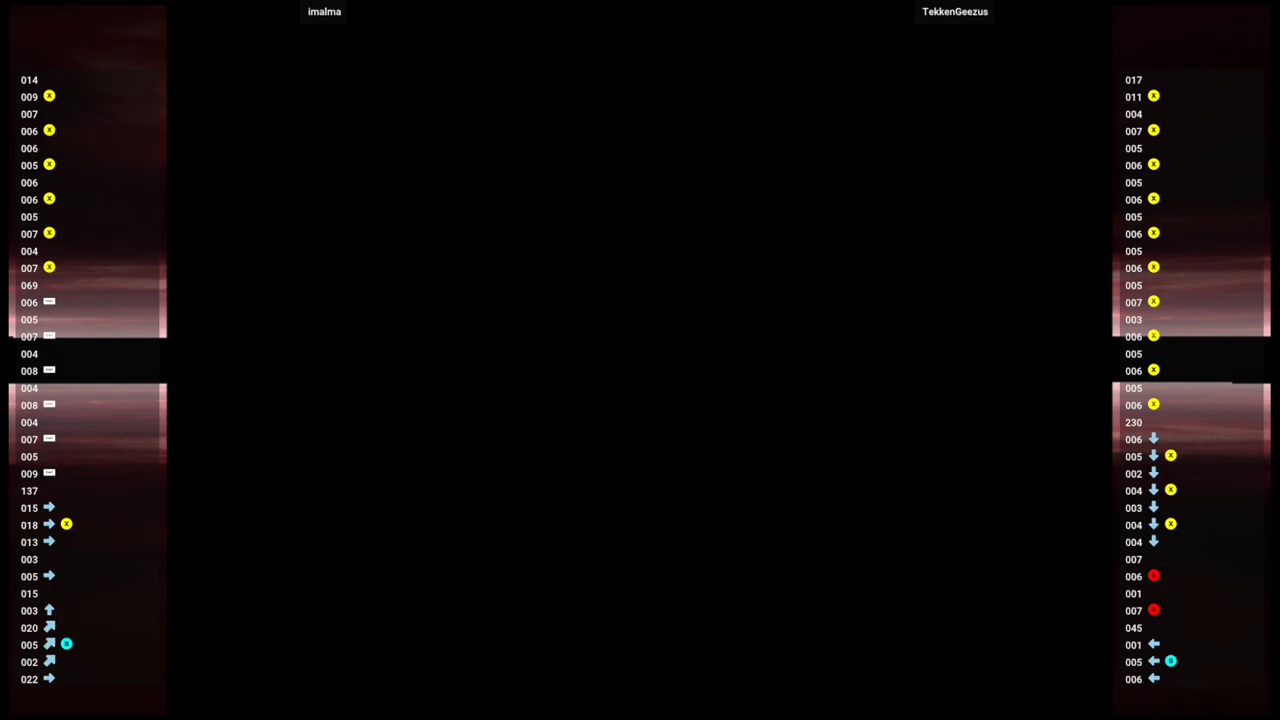 imalma
TekkenGeezus
014
009 X
007
006 X
006
005 X
006
006 X
005
007 X
004
007 X
069
006
005
007
004
008
004
008
004
007
005
009
137
015
018 X
013
003
005
015
003
020
005 B
002
022
017
011 X
004
007 X
005
006 X
005
006 X
005
006 X
005
006 X
005
007 X
003
006 X
005
006 X
005
006 X
230
006
005 X
002
004 X
003
004 X
004
007
006
001
007
045
001
005 B
006